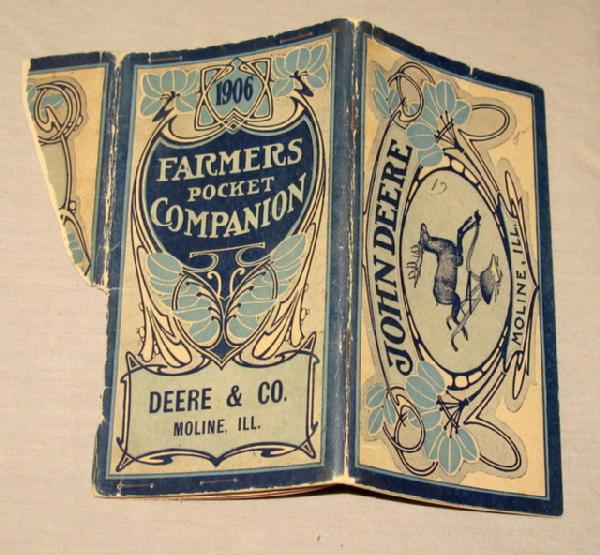 1906
FARMERS
POCKET
COMPANION
DEERE & CO.
MOLINE, ILL.
JOHN DEERE
MOLINE, ILL.